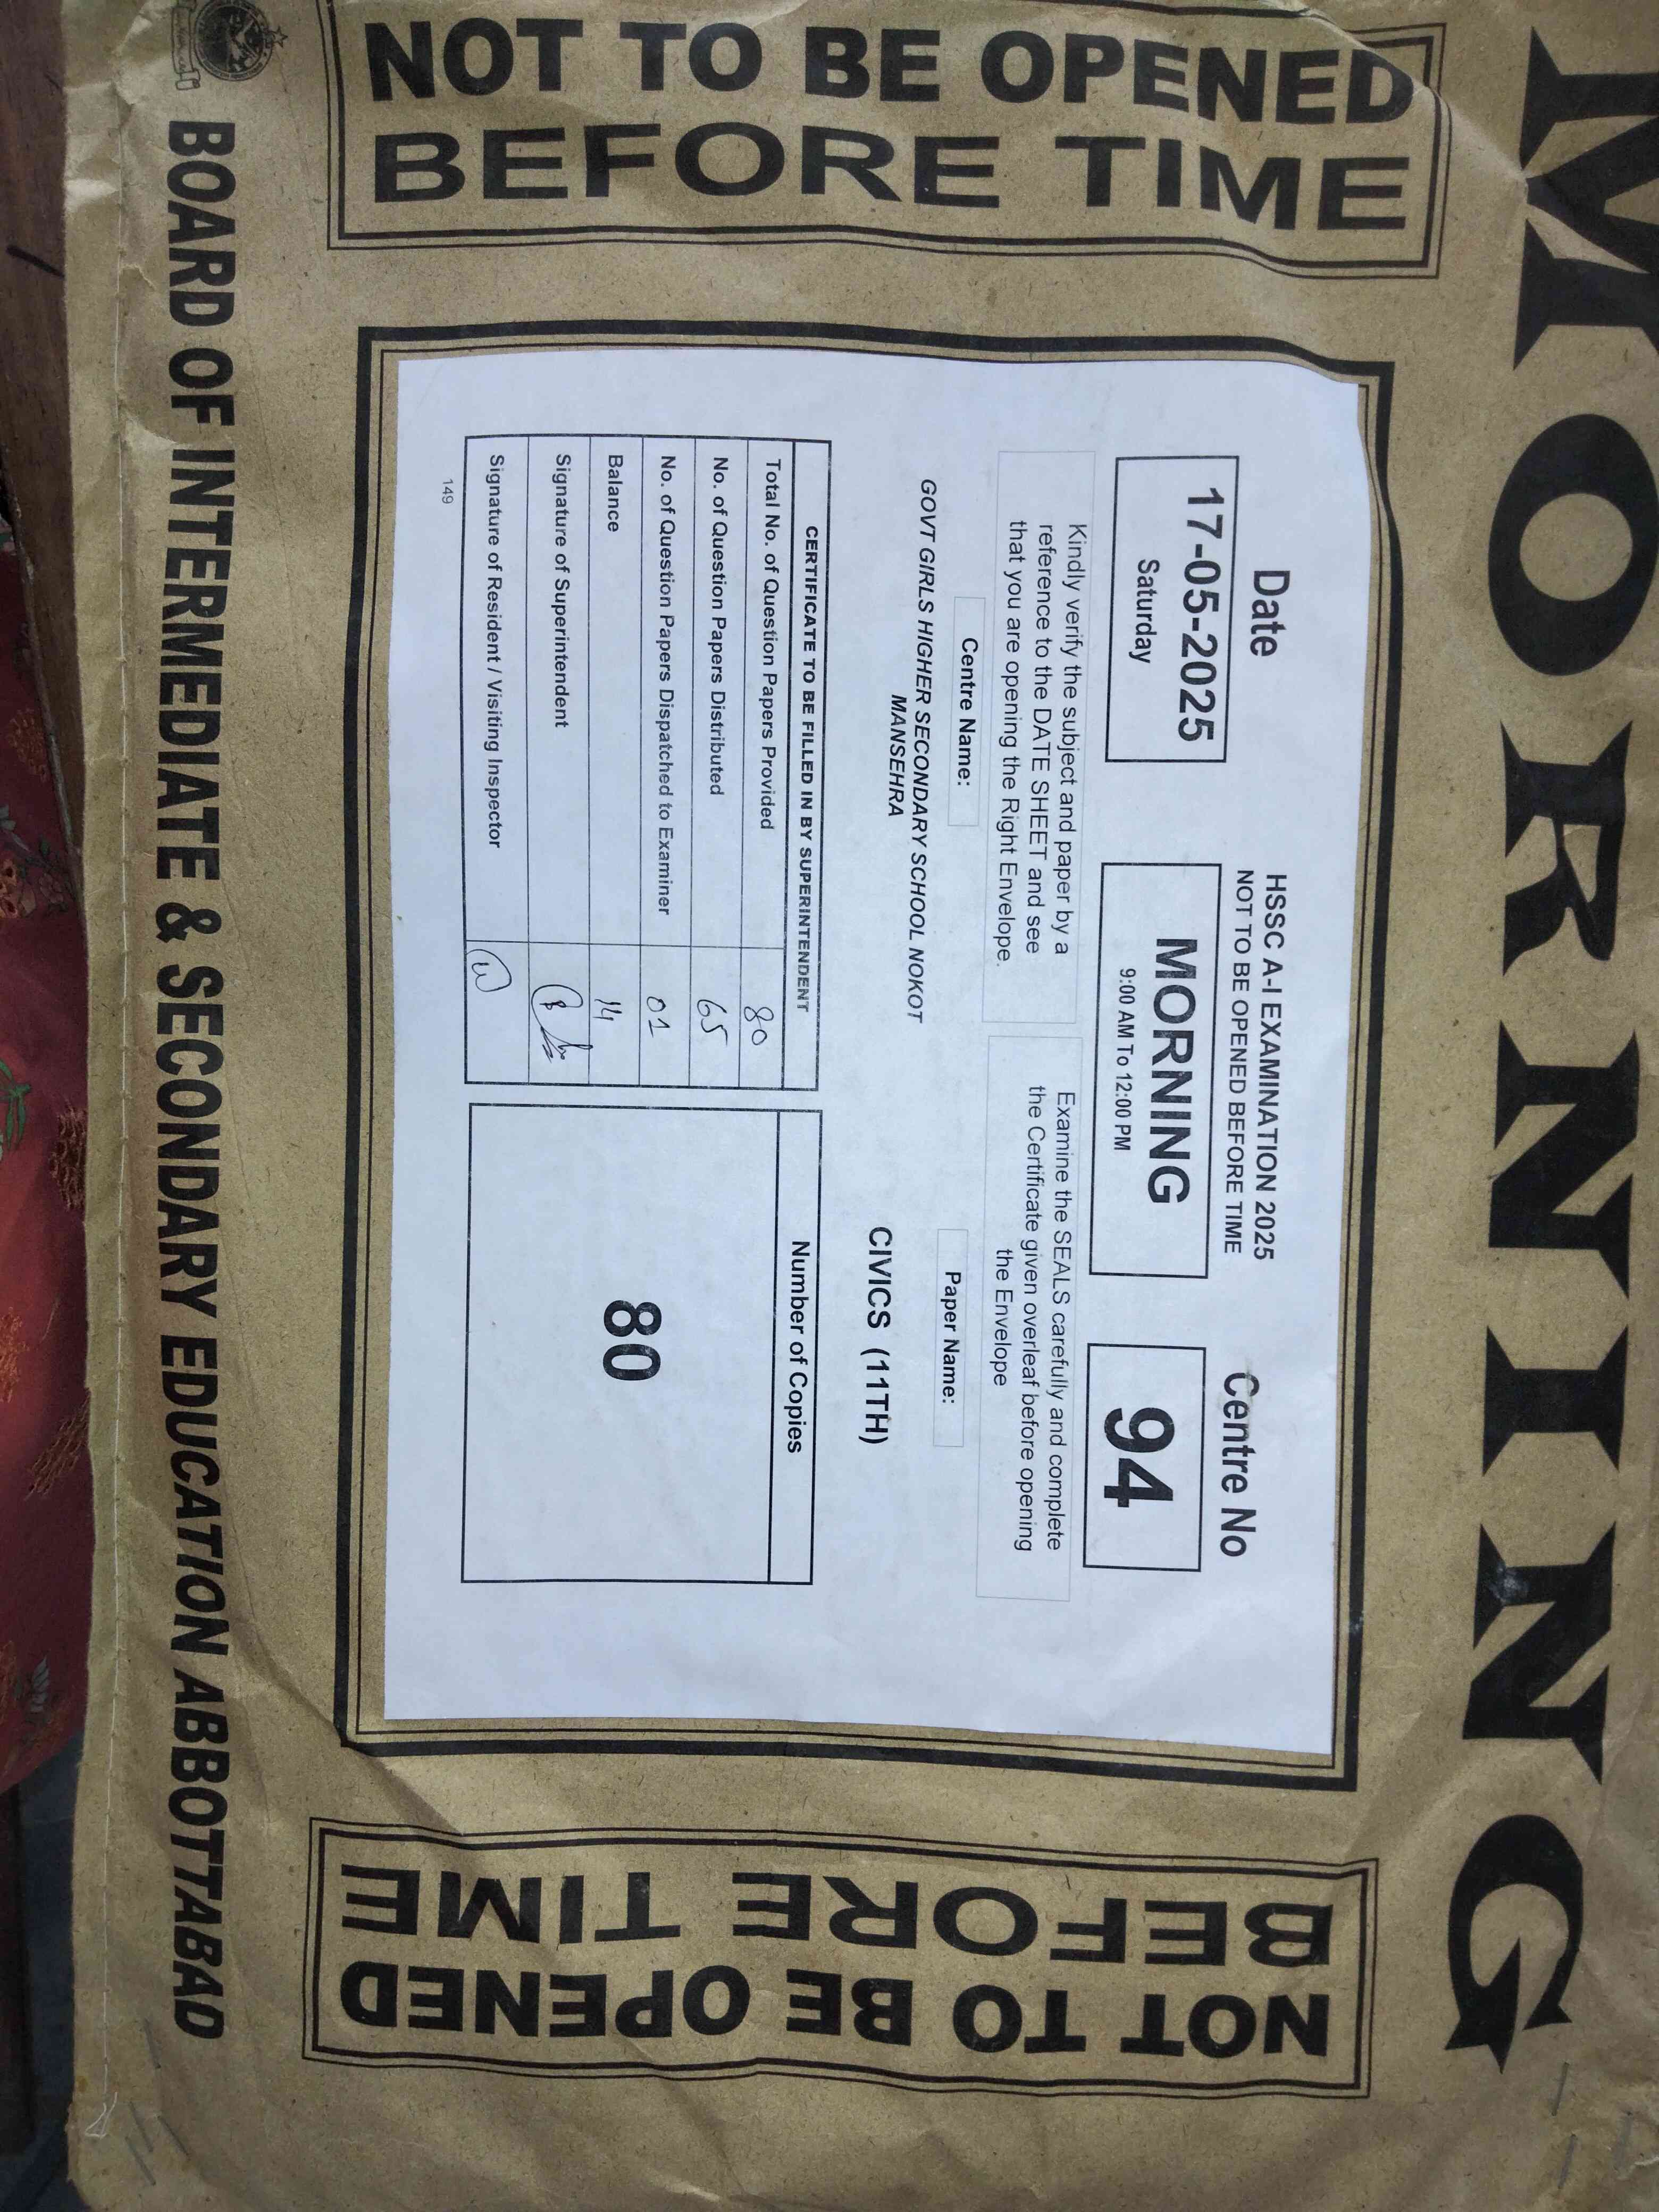 MORNING
NOT TO BE OPENED
BEFORE TIME
Date
17-05-2025
Saturday
HSSC A-I EXAMINATION 2025
NOT TO BE OPENED BEFORE TIME
MORNING
9:00 AM To 12:00 PM
Centre No
94
Kindly verify the subject and paper by a
reference to the DATE SHEET and see
that you are opening the Right Envelope.
Examine the SEALS carefully and complete
the Certificate given overleaf before opening
the Envelope
Centre Name:
GOVT GIRLS HIGHER SECONDARY SCHOOL NOKOT
MANSEHRA
Paper Name:
CIVICS (11TH)
CERTIFICATE TO BE FILLED IN BY SUPERINTENDENT
Total No. of Question Papers Provided 80
No. of Question Papers Distributed 65
No. of Question Papers Dispatched to Examiner 01
Balance 14
Signature of Superintendent
Signature of Resident / Visiting Inspector
149
Number of Copies
80
NOT TO BE OPENED
BEFORE TIME
BOARD OF INTERMEDIATE & SECONDARY EDUCATION ABBOTTABAD